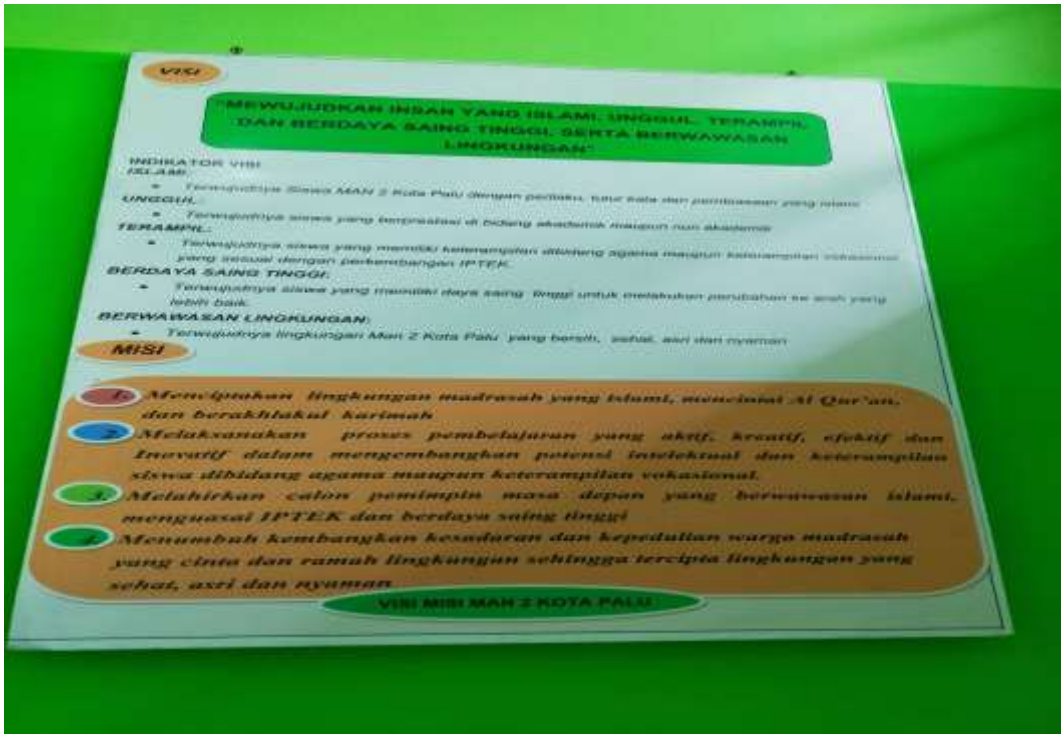 VISI
"MEWUJUDKAN INSAN YANG ISLAMI, UNGGUL, TERAMPIL
DAN BERDAYA SAING TINGGI, SERTA BERWAWASAN
LINGKUNGAN"
INDIKATOR VISI
ISLAMI:
Terwujudnya Siswa MAN 2 Kota Palu dengan perilaku, tutur kata dan pembiasaan yang islami
UNGGUL:
Terwujudnya siswa yang berprestasi di bidang akademik maupun non akademik
TERAMPIL:
Terwujudnya siswa yang memiliki keterampilan dibidang agama maupun keterampilan vokasional
yang sesuai dengan perkembangan IPTEK.
BERDAYA SAING TINGGI:
Terwujudnya siswa yang memiliki daya saing tinggi untuk melakukan perubahan ke arah yang
lebih baik.
BERWAWASAN LINGKUNGAN:
Terwujudnya lingkungan Man 2 Kota Palu yang bersih, sehat, asri dan nyaman
MISI
1. Menciptakan lingkungan madrasah yang islami, mencintai Al Qur'an,
dan berakhlakul karimah
2. Melaksanakan proses pembelajaran yang aktif, kreatif, efektif dan
Inovatif dalam mengembangkan potensi intelektual dan keterampilan
siswa dibidang agama maupun keterampilan vokasional.
3. Melahirkan calon pemimpin masa depan yang berwawasan islami,
menguasai IPTEK dan berdaya saing tinggi
4. Menumbuh kembangkan kesadaran dan kepedulian warga madrasah
yang cinta dan ramah lingkungan sehingga tercipta lingkungan yang
sehat, asri dan nyaman
VISI MISI MAN 2 KOTA PALU